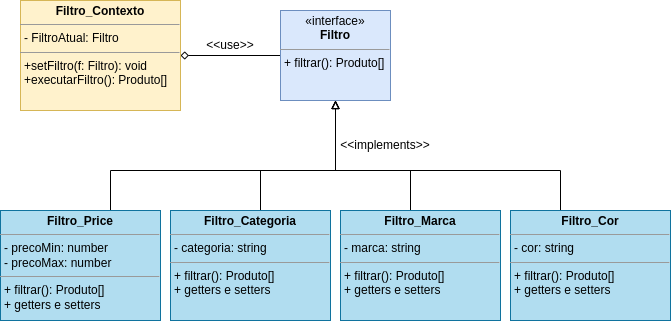 Filtro_Contexto
- FiltroAtual: Filtro
+setFiltro(f: Filtro): void
+executarFiltro(): Produto[]
<<use>>
«interface»
Filtro
+ filtrar(): Produto[]
<<implements>>
Filtro_Price
- precoMin: number
- precoMax: number
+ filtrar(): Produto[]
+ getters e setters
Filtro_Categoria
- categoria: string
+ filtrar(): Produto[]
+ getters e setters
Filtro_Marca
- marca: string
+ filtrar(): Produto[]
+ getters e setters
Filtro_Cor
- cor: string
+ filtrar(): Produto[]
+ getters e setters